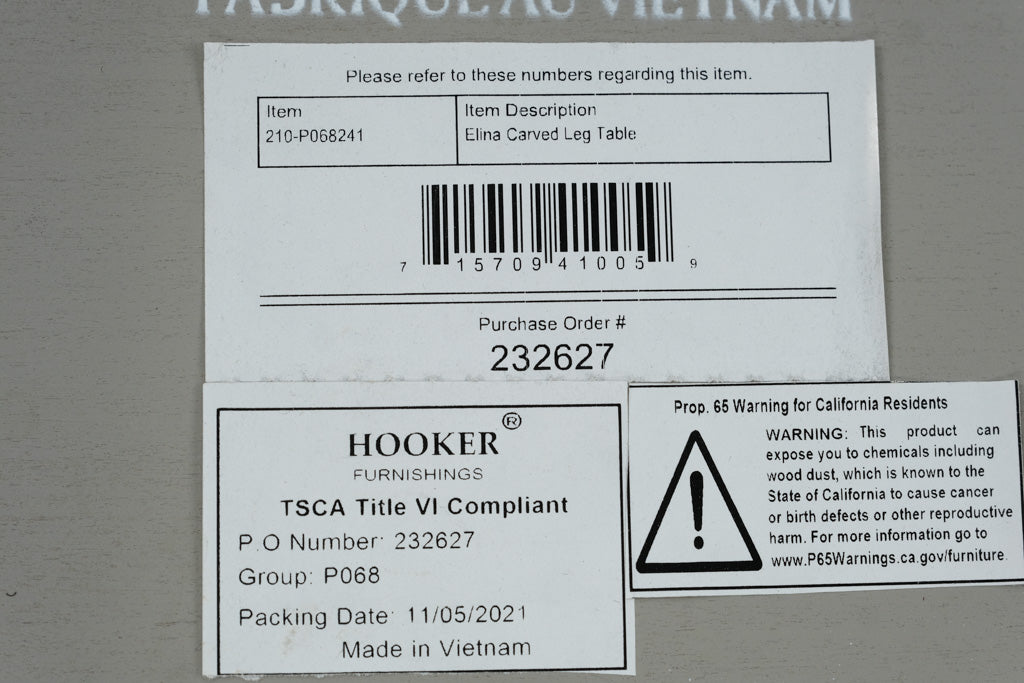 FABRIQUE AU VIETNAM
Please refer to these numbers regarding this item.
Item
210-P068241
Item Description
Elina Carved Leg Table
7 15709 41005 9
Purchase Order #
232627
HOOKER®
FURNISHINGS
TSCA Title VI Compliant
P.O Number: 232627
Group: P068
Packing Date: 11/05/2021
Made in Vietnam
Prop. 65 Warning for California Residents
WARNING: This product can
expose you to chemicals including
wood dust, which is known to the
State of California to cause cancer
or birth defects or other reproductive
harm. For more information go to
www.P65Warnings.ca.gov/furniture.